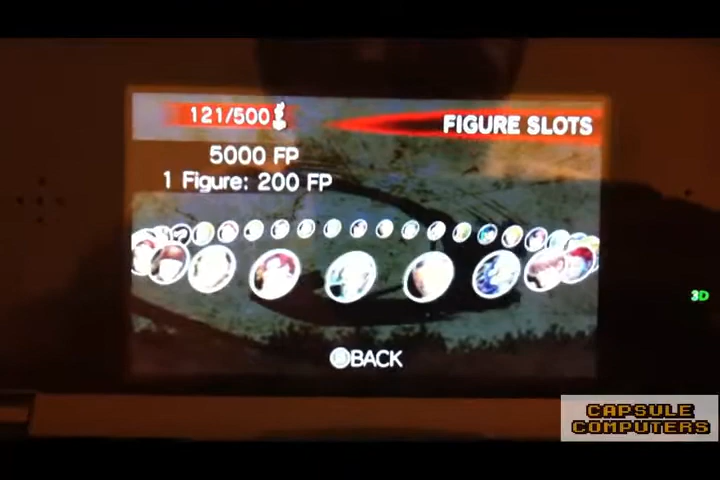 121/500
FIGURE SLOTS
5000 FP
1 Figure: 200 FP
3D
BACK
CAPSULE
COMPUTERS